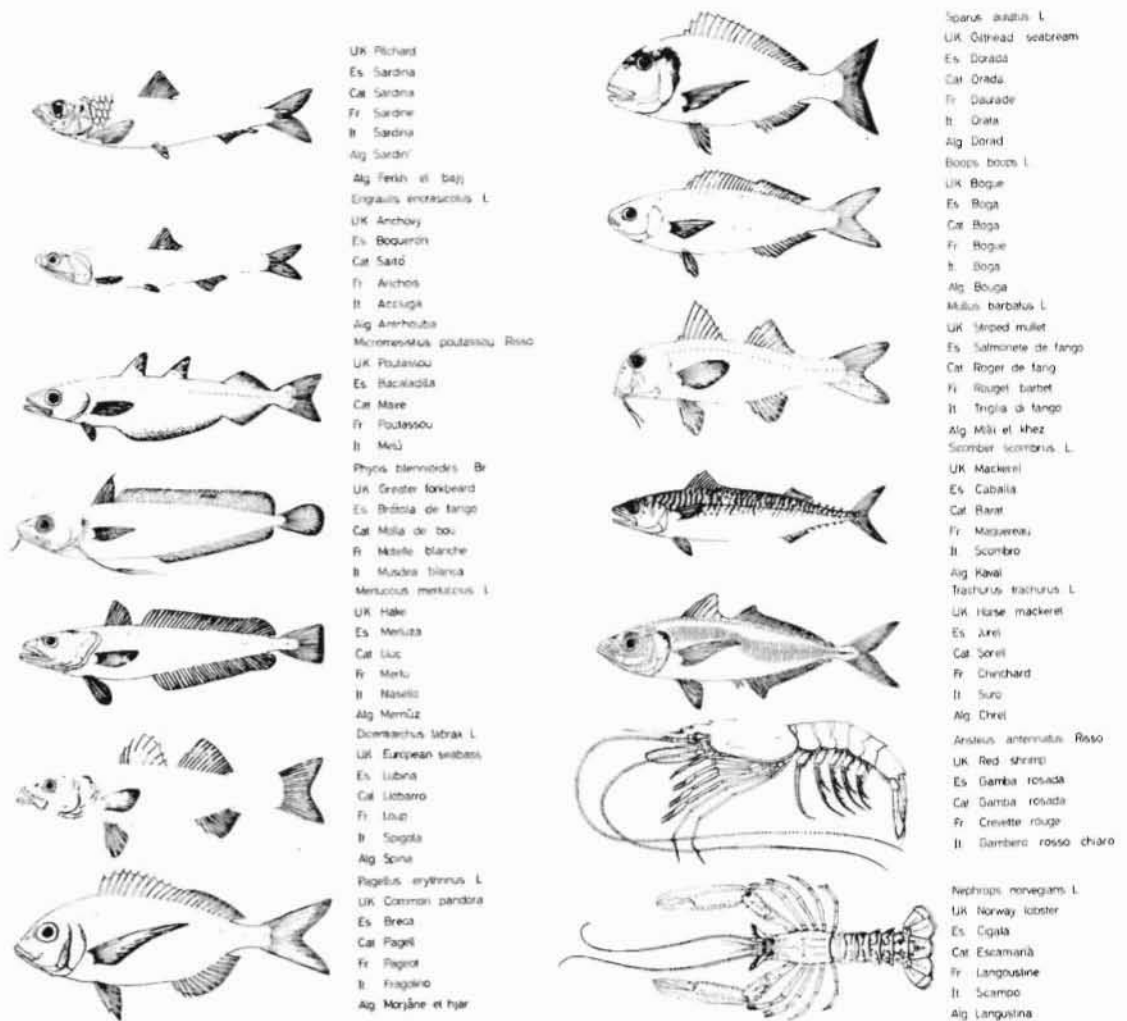 UK Pilchard
Es Sardina
Cat Sardina
Fr Sardine
It Sardina
Alg Sardin'
Alg Ferkh el bajij
Engraulis encrasicolus L
UK Anchovy
Es Boquerón
Cat Saitó
Fr Anchois
It Acciuga
Alg Anchouba
Micromesistius poutassou Risso
UK Poutassou
Es Bacaladilla
Cat Maire
Fr Poutassou
It Melú
Phycis blennioides Br
UK Greater forkbeard
Es Brótola de fango
Cat Molla de bou
Fr Motelle blanche
It Musdea bianca
Merluccius merluccius L
UK Hake
Es Merluza
Cat Lluç
Fr Merlu
It Nasello
Alg Mernûz
Dicentrarchus labrax L
UK European seabass
Es Lubina
Cal Llobarro
Fr Loup
It Spigola
Alg Spina
Pagellus erythrinus L
UK Common pandora
Es Breca
Cat Pagell
Fr Pageot
It Fragolino
Alg Morjâne el hjar
Sparus auratus L
UK Gilthead seabream
Es Dorada
Cat Orada
Fr Daurade
It Orata
Alg Dorad
Boops boops L
UK Bogue
Es Boga
Cat Boga
Fr Bogue
It Boga
Alg Bouga
Mullus barbatus L
UK Striped mullet
Es Salmonete de fango
Cat Roger de fang
Fr Rouget barbet
It Triglia di fango
Alg el khez
Scomber scombrus L.
UK Mackerel
Es Caballa
Cat Barat
Fr Maquereau
It Scombro
Alg Kaval
Trachurus trachurus L
UK Horse mackerel
Es Jurel
Cat Sorell
Fr Chinchard
It Suro
Alg Chrel
Aristeus antennatus Risso
UK Red shrimp
Es Gamba rosada
Cat Gamba rosada
Fr Crevette rouge
It Gambero rosso chiaro
Nephrops norvegians L
UK Norway lobster
Es Cigala
Cat Escamarlà
Fr Langoustine
It Scampo
Alg Langustina